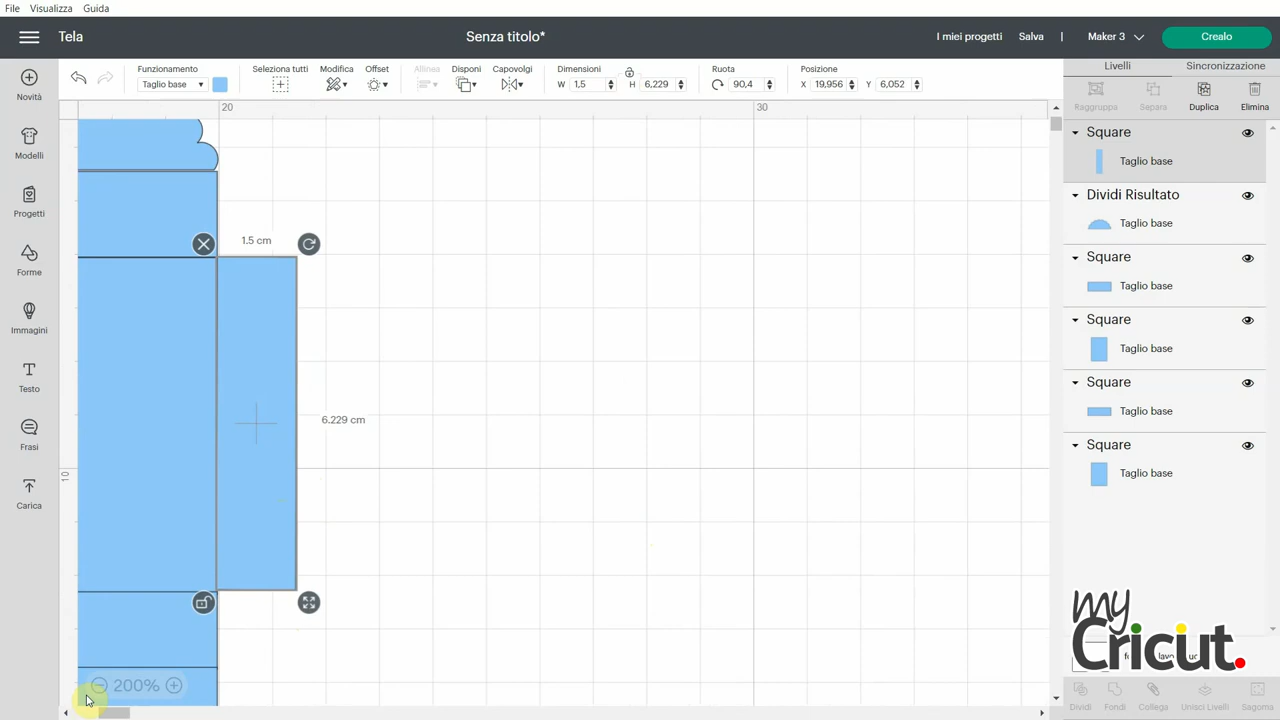 File Visualizza Guida
Tela
Senza titolo*
I miei progetti Salva | Maker 3 Crealo
Novità
Modelli
Progetti
Forme
Immagini
Testo
Frasi
Carica
Funzionamento
Taglio base
Seleziona tutti
Modifica
Offset
Allinea
Disponi
Capovolgi
Dimensioni
W 1,5
H 6,229
Ruota
90,4
Posizione
X 19,956
Y 6,052
Livelli Sincronizzazione
Raggruppa Separa Duplica Elimina
20 30
10
1.5 cm
6.229 cm
200%
Square
Taglio base
Dividi Risultato
Taglio base
Square
Taglio base
Square
Taglio base
Square
Taglio base
Square
Taglio base
my
Cricut.
Dividi Fondi Collega Unisci Livelli Sagoma